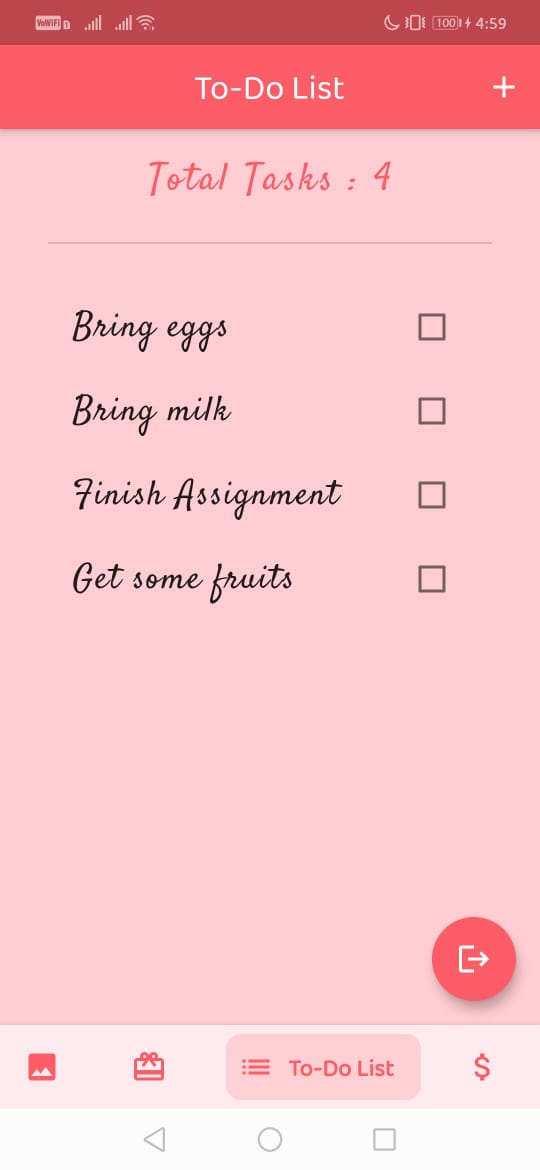 VoWiFi 1 100 4:59
To-Do List +
Total Tasks : 4
Bring eggs
Bring milk
Finish Assignment
Get some fruits
To-Do List $